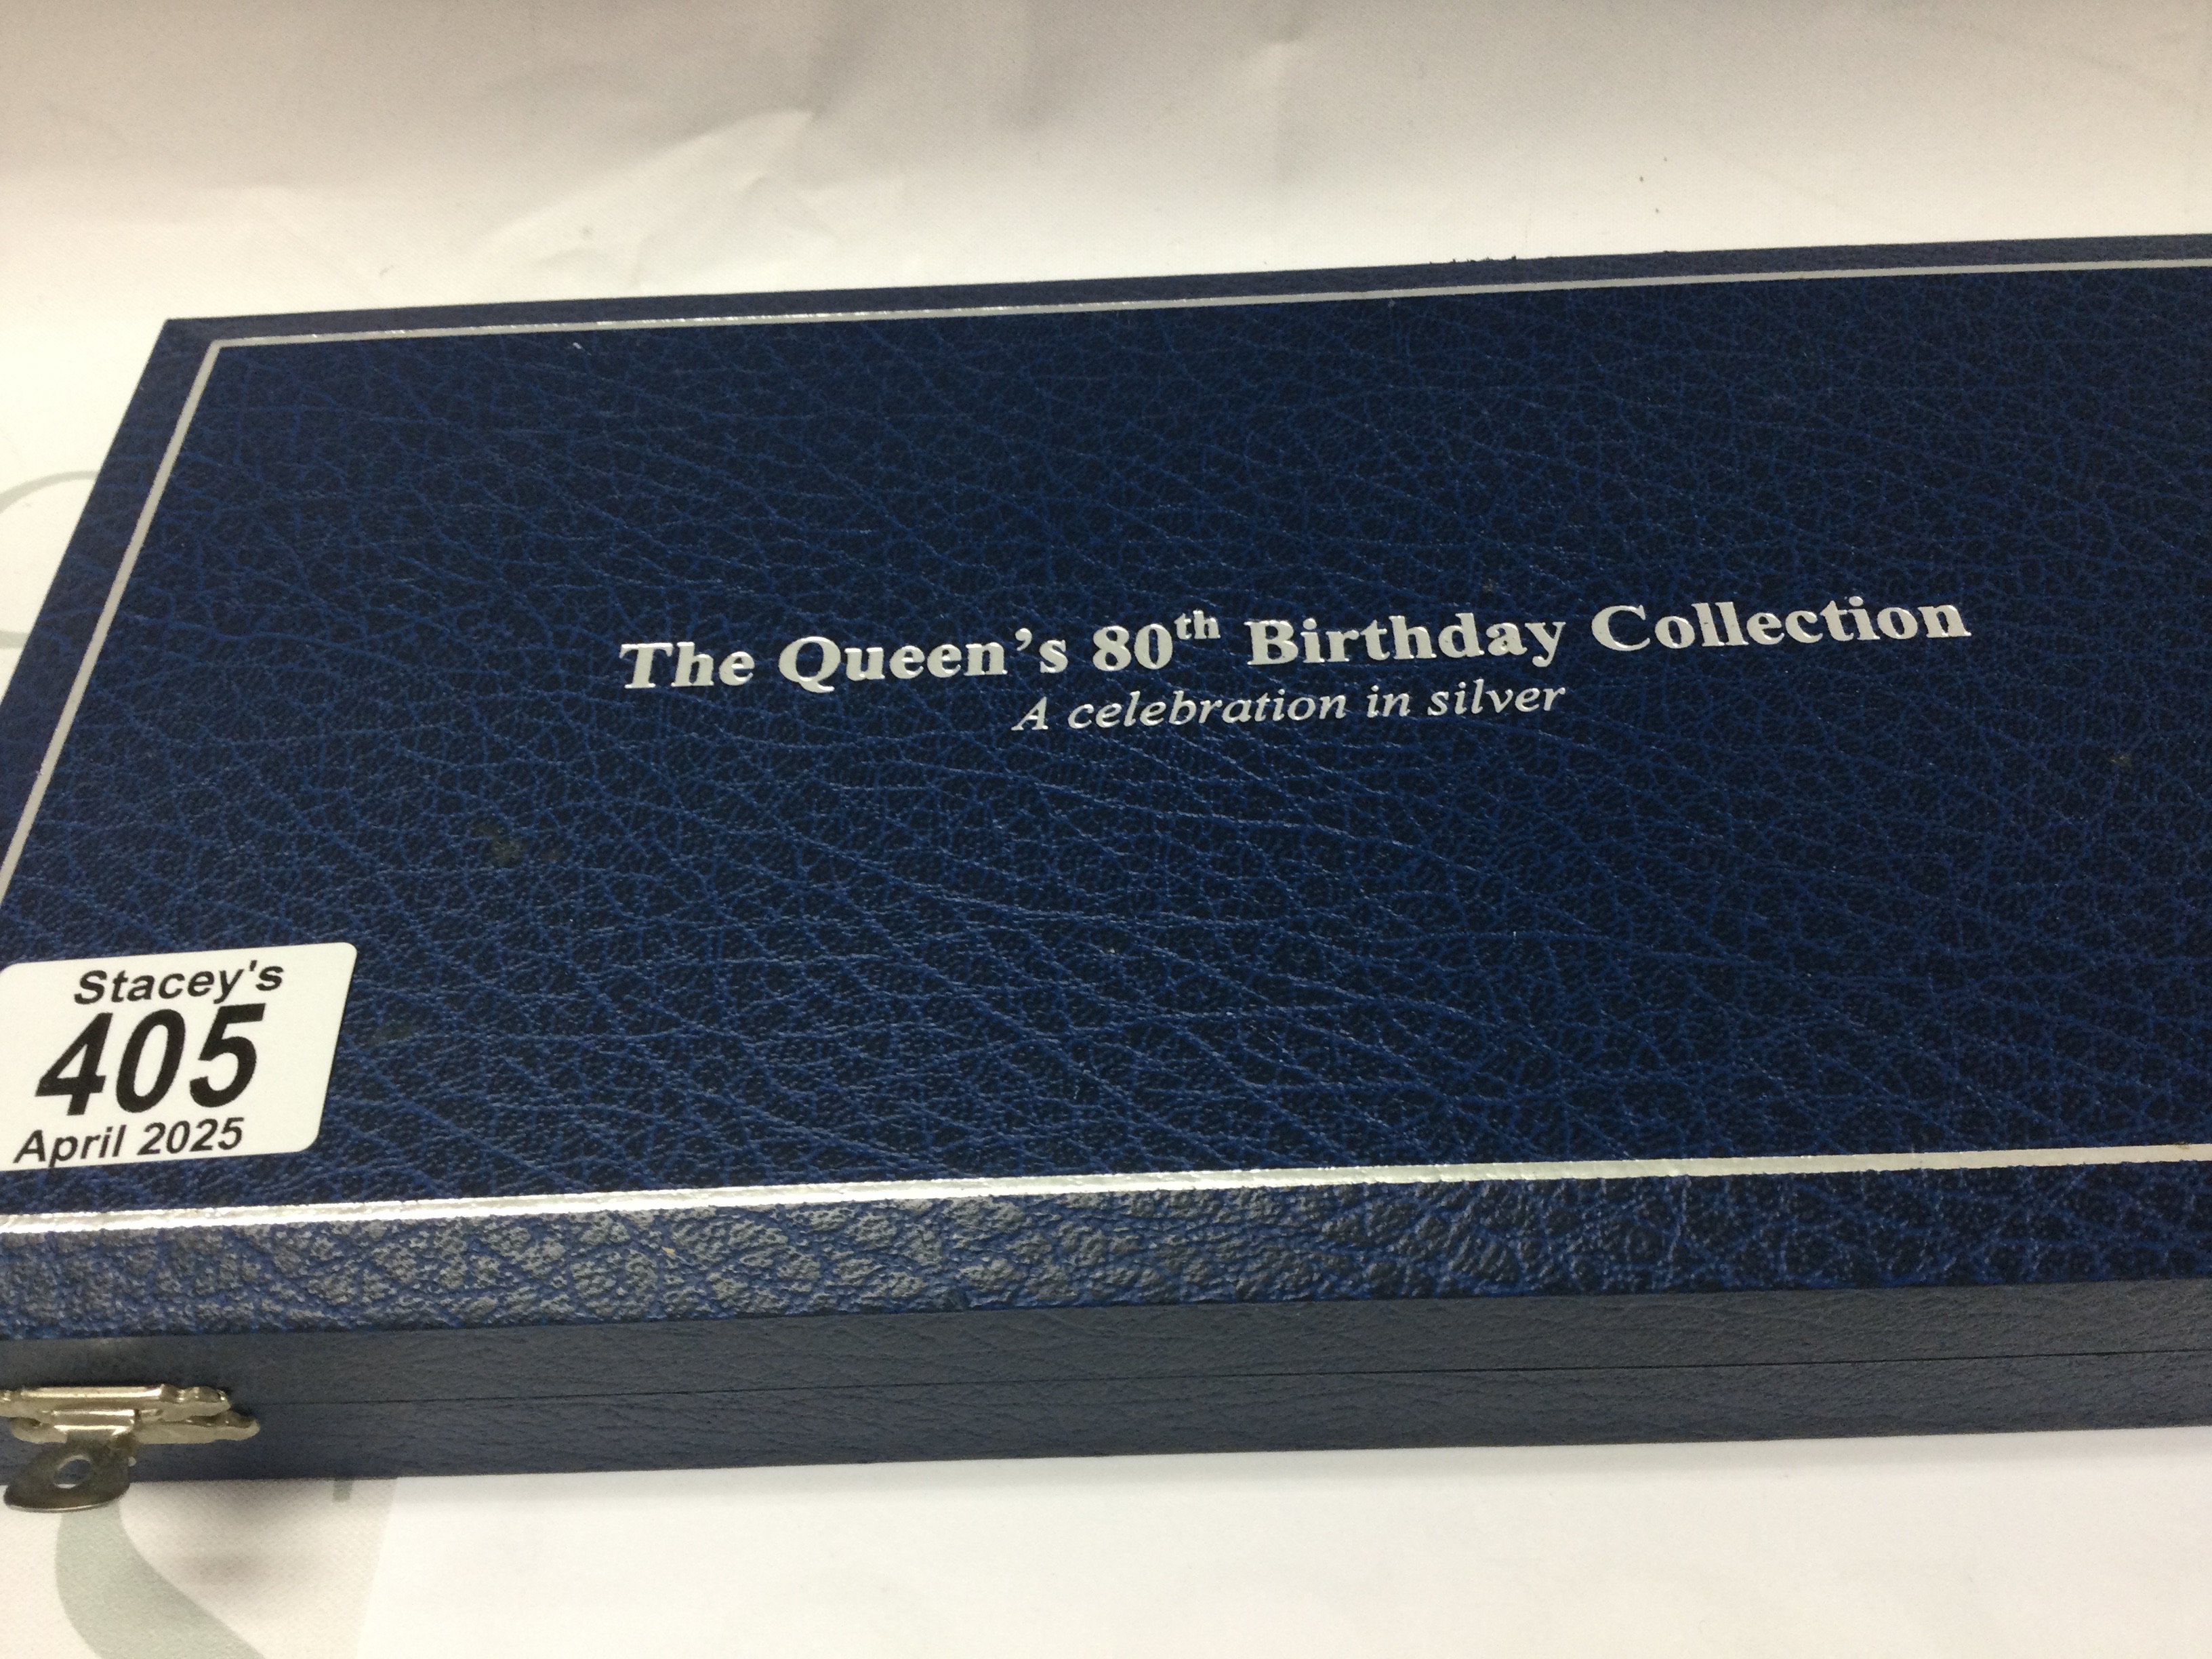 The Queen's 80th Birthday Collection
A celebration in silver
Stacey's
405
April 2025